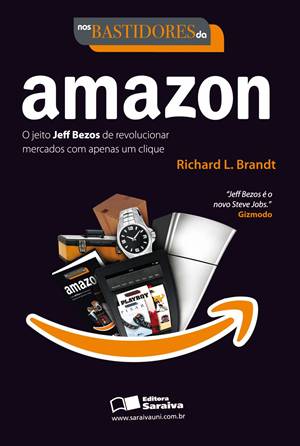 nos BASTIDORES da
amazon
O jeito Jeff Bezos de revolucionar
mercados com apenas um clique
Richard L. Brandt
"Jeff Bezos é o
novo Steve Jobs."
Gizmodo
amazon
PLAYBOY
Editora
Saraiva
www.saraivauni.com.br